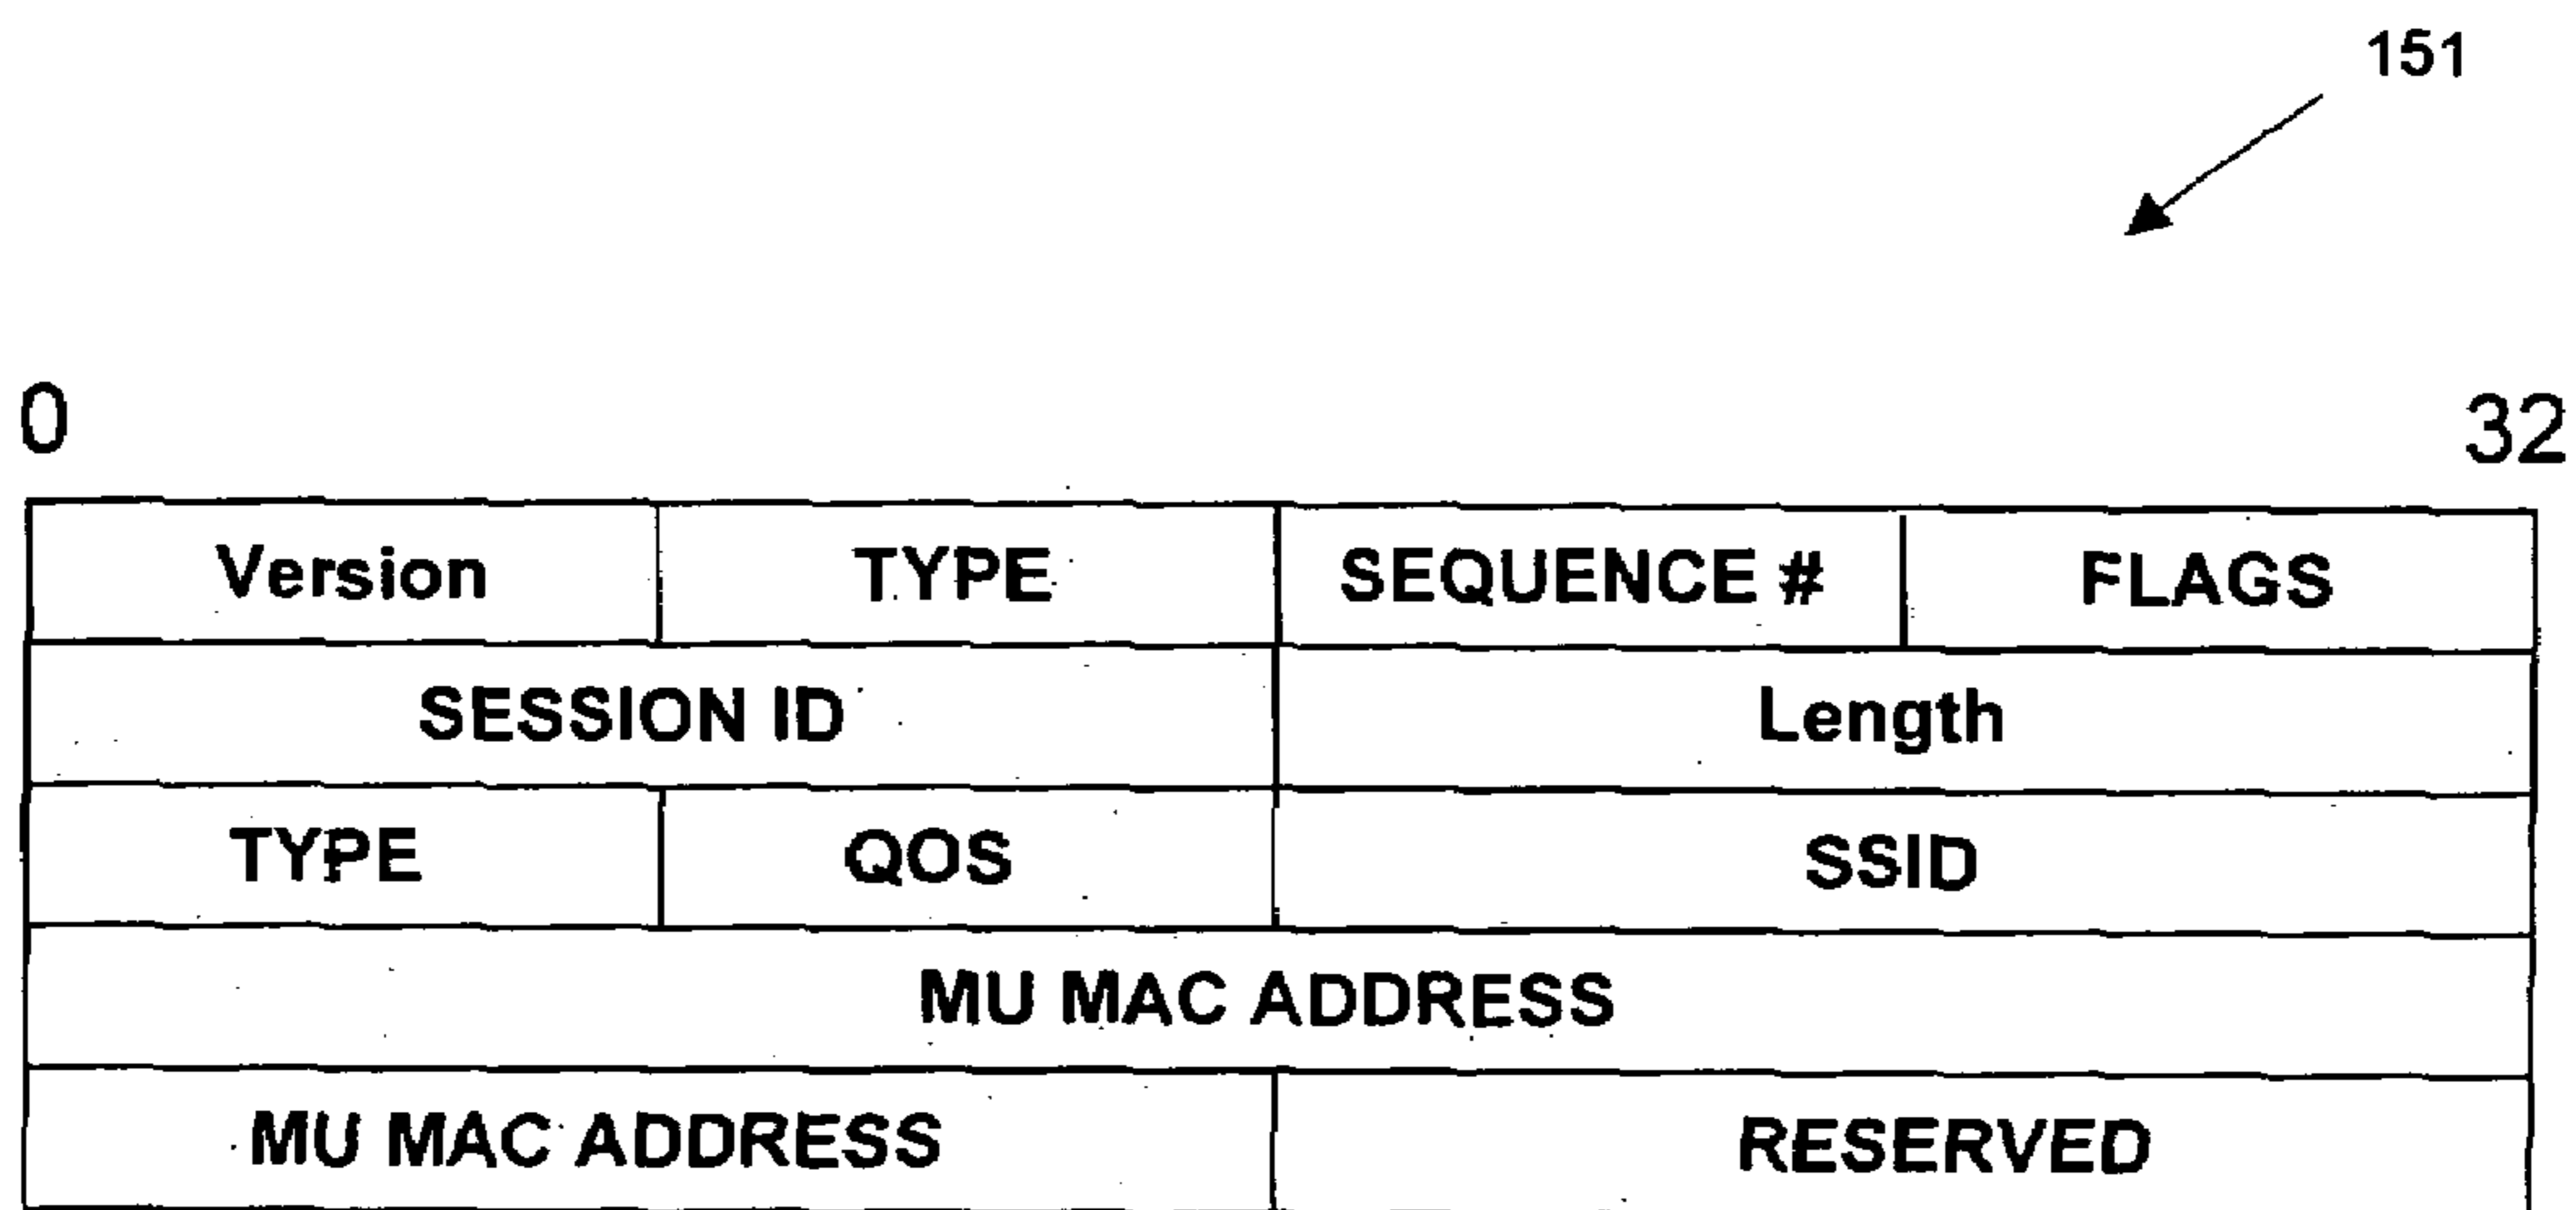 151
0 32
Version TYPE SEQUENCE # FLAGS
SESSION ID Length
TYPE QOS SSID
MU MAC ADDRESS
MU MAC ADDRESS RESERVED